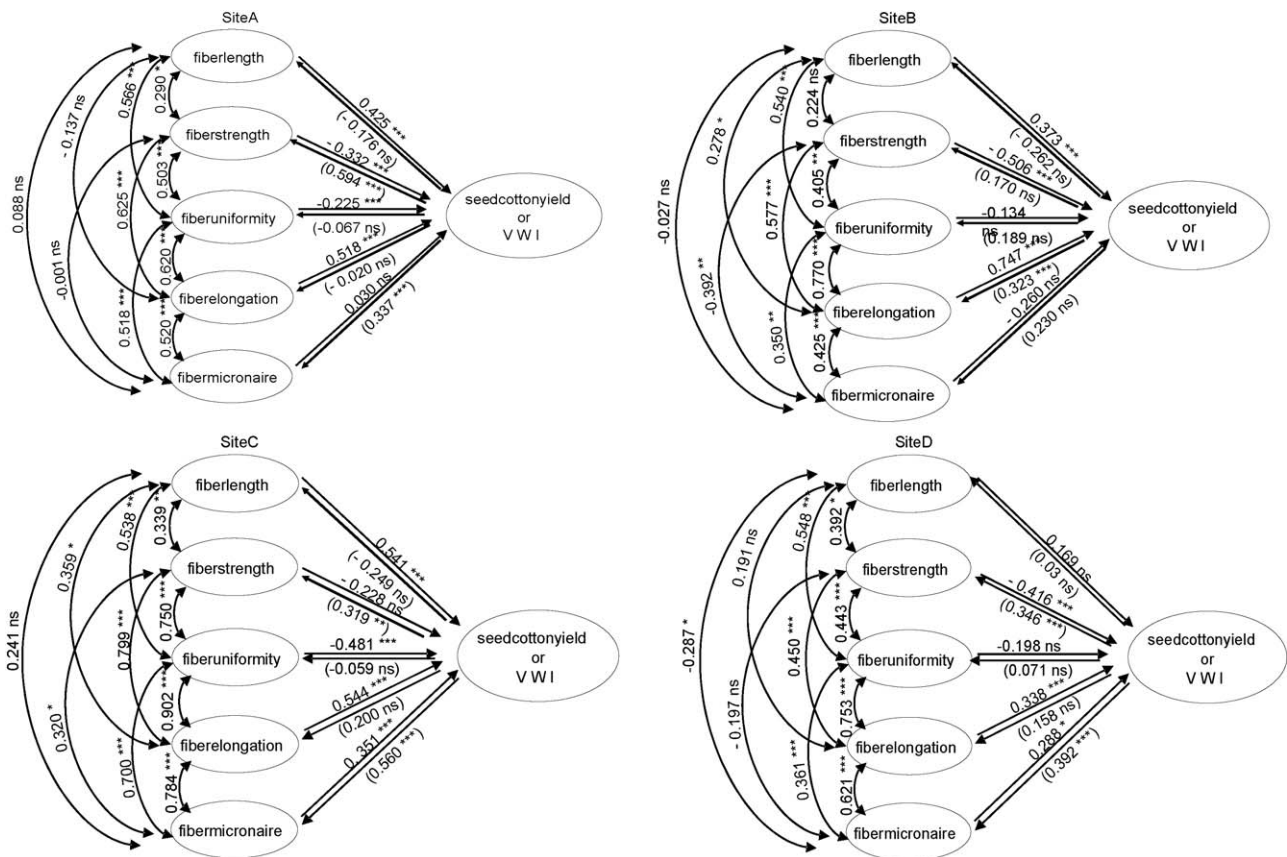 SiteA
fiberlength
fiberstrength
fiberuniformity
fiberelongation
fibermicronaire
seedcottonyield
or
V W I
0.088 ns
- 0.137 ns
0.566 ***
0.290 *
0.625 ***
0.503 ***
-0.001 ns
0.518 ***
0.620 ***
0.520 ***
0.425 ***
(- 0.176 ns)
-0.332 ***
(0.594 ***)
-0.225 ***
(-0.067 ns)
0.518 ***
(- 0.020 ns)
0.030 ns
(0.337 ***)
SiteB
fiberlength
fiberstrength
fiberuniformity
fiberelongation
fibermicronaire
seedcottonyield
or
V W I
-0.027 ns
0.278 *
0.540 ***
0.224 ns
0.577 ***
0.405 **
-0.392 **
0.350 **
0.770 ***
0.425 ***
0.373 ***
(- 0.262 ns)
- 0.506 ***
(0.170 ns)
-0.134
ns
(0.189 ns)
0.747 ***
(0.323 ***)
- 0.260 ns
(0.230 ns)
SiteC
fiberlength
fiberstrength
fiberuniformity
fiberelongation
fibermicronaire
seedcottonyield
or
V W I
0.241 ns
0.359 *
0.538 ***
0.339 **
0.799 ***
0.750 ***
0.320 *
0.700 ***
0.902 ***
0.784 ***
0.541 ***
(- 0.249 ns)
- 0.228 ns
(0.319 **)
-0.481 ***
(-0.059 ns)
0.544 ***
(0.200 ns)
0.351 ***
(0.560 ***)
SiteD
fiberlength
fiberstrength
fiberuniformity
fiberelongation
fibermicronaire
seedcottonyield
or
V W I
-0.287 *
0.191 ns
0.548 ***
0.392 *
0.450 ***
0.443 ***
- 0.197 ns
0.361 ***
0.753 ***
0.621 ***
0.169 ns
(0.03 ns)
- 0.416 ***
(0.346 ***)
-0.198 ns
(0.071 ns)
0.338 ***
(0.158 ns)
0.288 *
(0.392 ***)